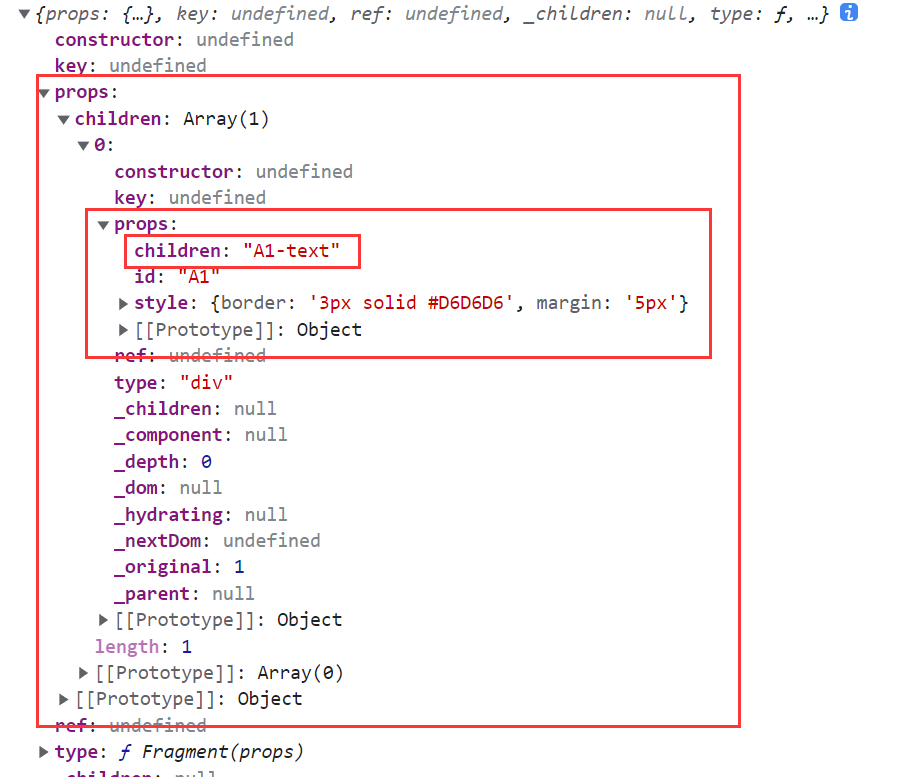 ▼{props: {…}, key: undefined, ref: undefined, _children: null, type: ƒ, …} i
constructor: undefined
key: undefined
▼props:
▼children: Array(1)
▼0:
constructor: undefined
key: undefined
▼props:
children: "A1-text"
id: "A1"
▶style: {border: '3px solid #D6D6D6', margin: '5px'}
▶[[Prototype]]: Object
ref: undefined
type: "div"
_children: null
_component: null
_depth: 0
_dom: null
_hydrating: null
_nextDom: undefined
_original: 1
_parent: null
▶[[Prototype]]: Object
length: 1
▶[[Prototype]]: Array(0)
▶[[Prototype]]: Object
ref: undefined
▶type: ƒ Fragment(props)
_children: null